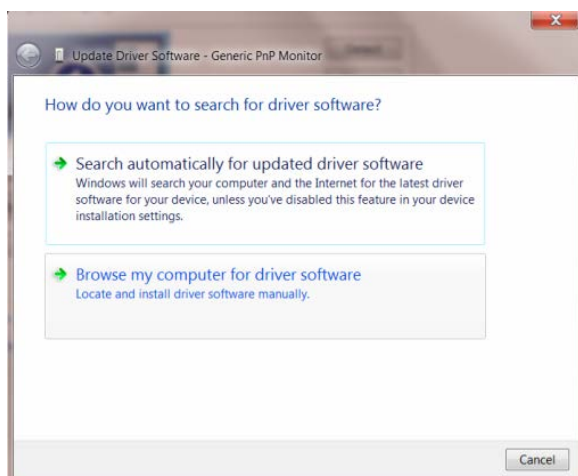 Update Driver Software - Generic PnP Monitor
How do you want to search for driver software?
Search automatically for updated driver software
Windows will search your computer and the Internet for the latest driver
software for your device, unless you've disabled this feature in your device
installation settings.
Browse my computer for driver software
Locate and install driver software manually.
Cancel